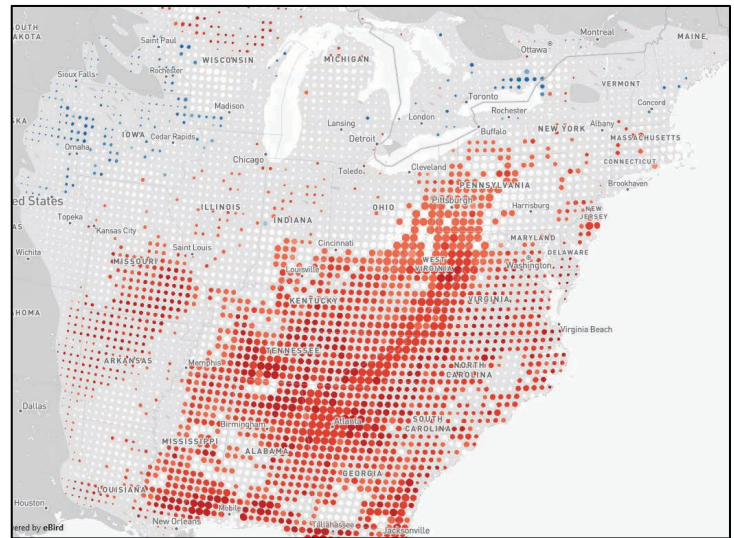 Montreal
SOUTH
AKOTA
Saint Paul
Ottawa
MAINE
WISCONSIN
MICHIGAN
Sioux Falls
Rochester
VERMONT
Toronto
Madison
London
Rochester
Concord
SKA
IOWA
Cedar Rapids
Lansing
Buffalo
NEW YORK
Albany
Omaha
Detroit
MASSACHUSETTS
Chicago
CONNECTICUT
Toledo
Cleveland
Brookhaven
PENNSYLVANIA
ed States
ILLINOIS
OHIO
Pittsburgh
Harrisburg
NEW
JERSEY
Topeka
INDIANA
AS
Kansas City
MARYLAND
Cincinnati
DELAWARE
Wichita
Saint Louis
MISSOURI
Louisville
WEST
VIRGINIA
Washington
KENTUCKY
VIRGINIA
AHOMA
Virginia Beach
TENNESSEE
ARKANSAS
Memphis
NORTH
CAROLINA
Dallas
Birmingham
Atlanta
SOUTH
CAROLINA
MISSISSIPPI
ALABAMA
GEORGIA
LOUISIANA
Houston
Mobile
New Orleans
Tallahassee
Jacksonville
ered by eBird